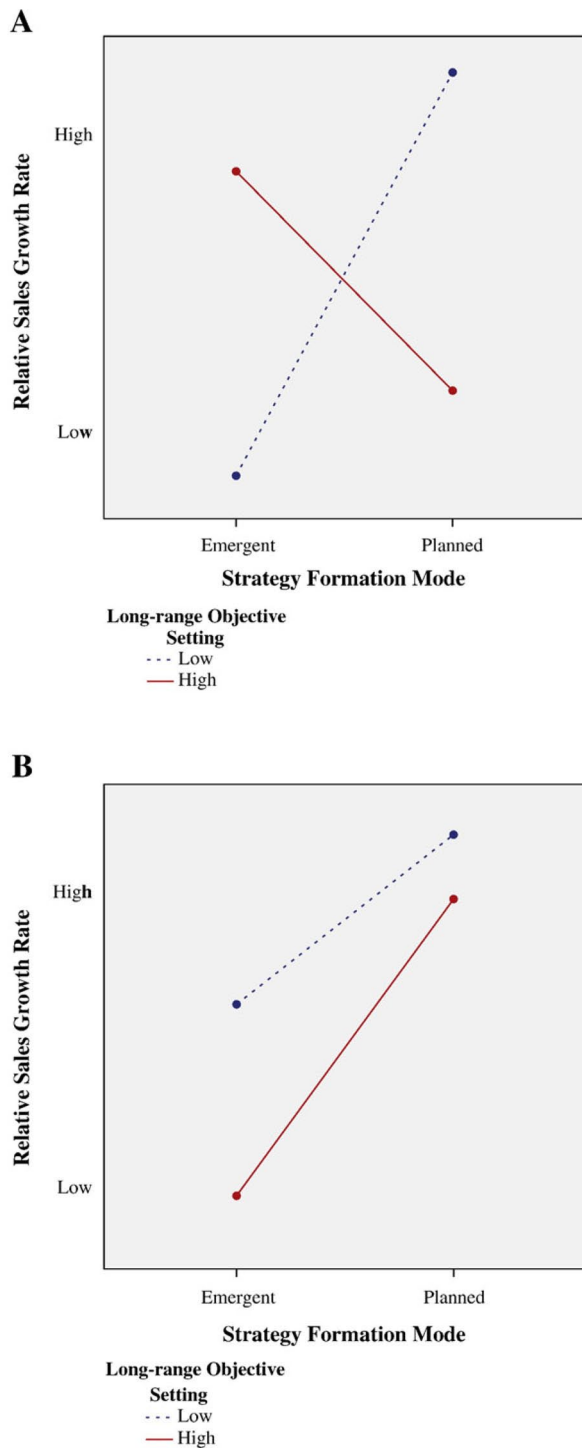 A
High
Relative Sales Growth Rate
Low
Emergent Planned
Strategy Formation Mode
Long-range Objective
Setting
Low
High
B
High
Relative Sales Growth Rate
Low
Emergent Planned
Strategy Formation Mode
Long-range Objective
Setting
Low
High